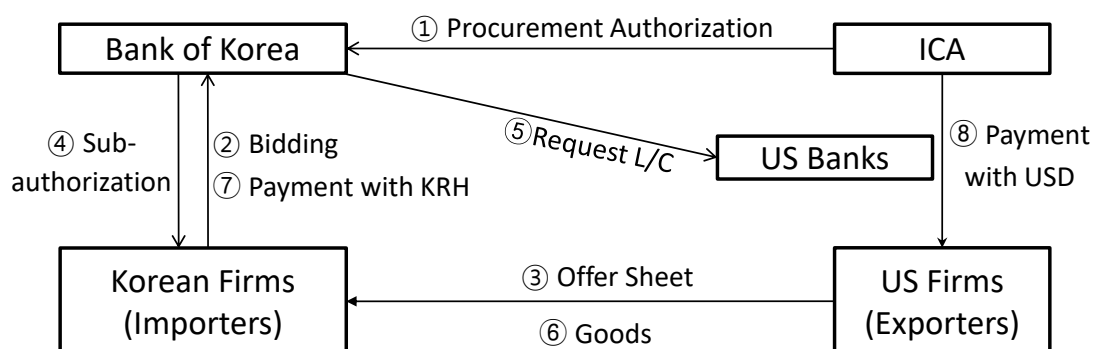 ① Procurement Authorization
Bank of Korea
ICA
④ Sub-
authorization
② Bidding
⑦ Payment with KRH
⑤Request L/C
US Banks
⑧ Payment
with USD
Korean Firms
(Importers)
③ Offer Sheet
⑥ Goods
US Firms
(Exporters)